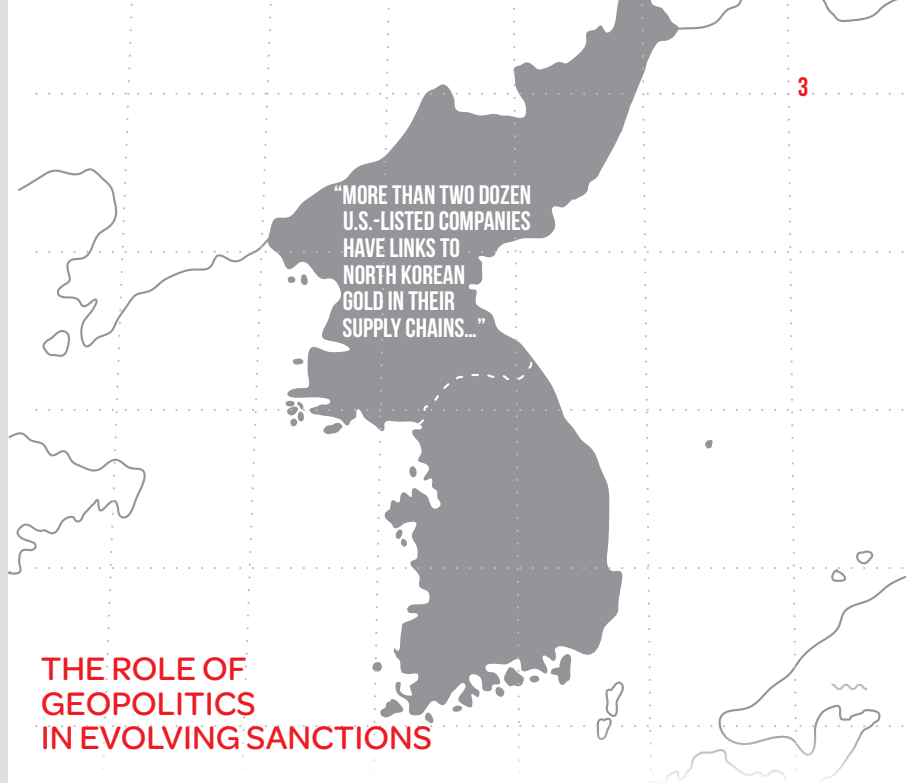 3
“MORE THAN TWO DOZEN
U.S.-LISTED COMPANIES
HAVE LINKS TO
NORTH KOREAN
GOLD IN THEIR
SUPPLY CHAINS...”
THE ROLE OF
GEOPOLITICS
IN EVOLVING SANCTIONS